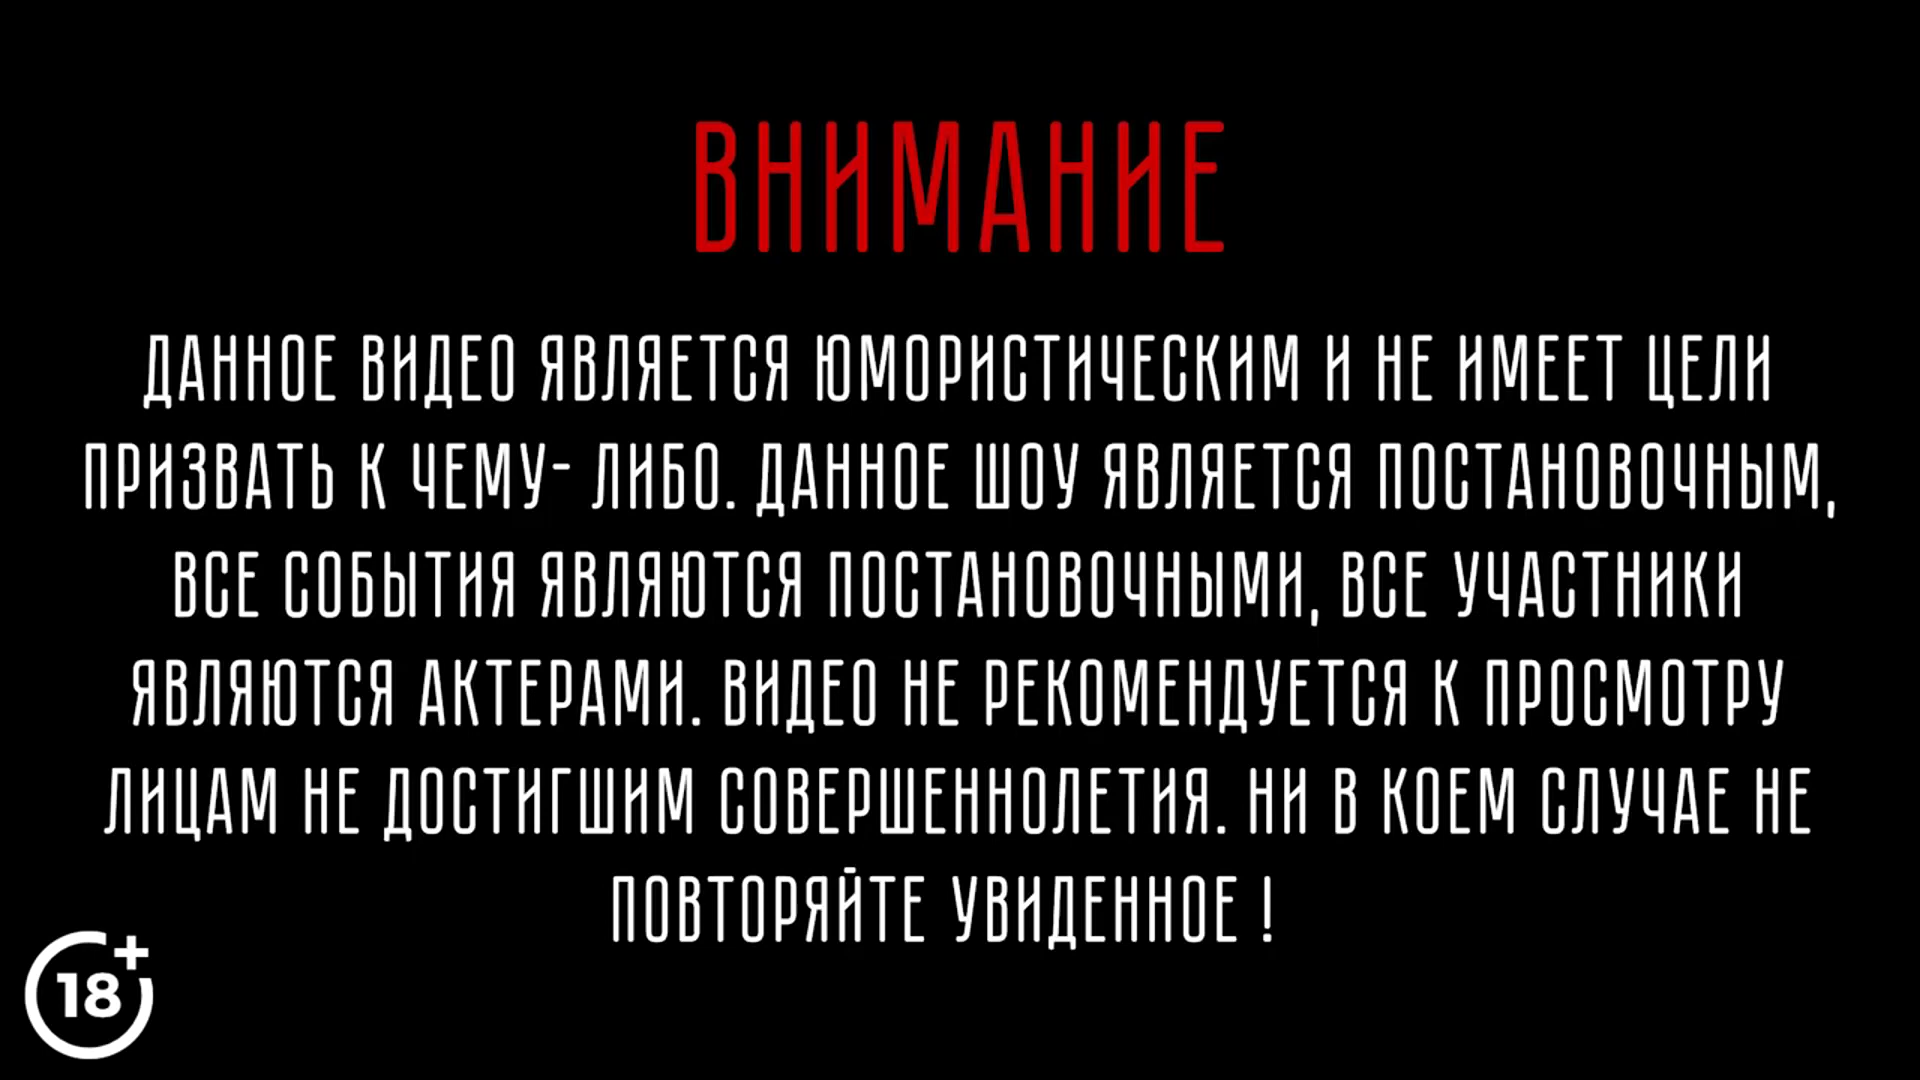 ВНИМАНИЕ
ДАННОЕ ВИДЕО ЯВЛЯЕТСЯ ЮМОРИСТИЧЕСКИМ И НЕ ИМЕЕТ ЦЕЛИ
ПРИЗВАТЬ К ЧЕМУ- ЛИБО. ДАННОЕ ШОУ ЯВЛЯЕТСЯ ПОСТАНОВОЧНЫМ,
ВСЕ СОБЫТИЯ ЯВЛЯЮТСЯ ПОСТАНОВОЧНЫМИ, ВСЕ УЧАСТНИКИ
ЯВЛЯЮТСЯ АКТЕРАМИ. ВИДЕО НЕ РЕКОМЕНДУЕТСЯ К ПРОСМОТРУ
ЛИЦАМ НЕ ДОСТИГШИМ СОВЕРШЕННОЛЕТИЯ. НИ В КОЕМ СЛУЧАЕ НЕ
ПОВТОРЯЙТЕ УВИДЕННОЕ !
18+